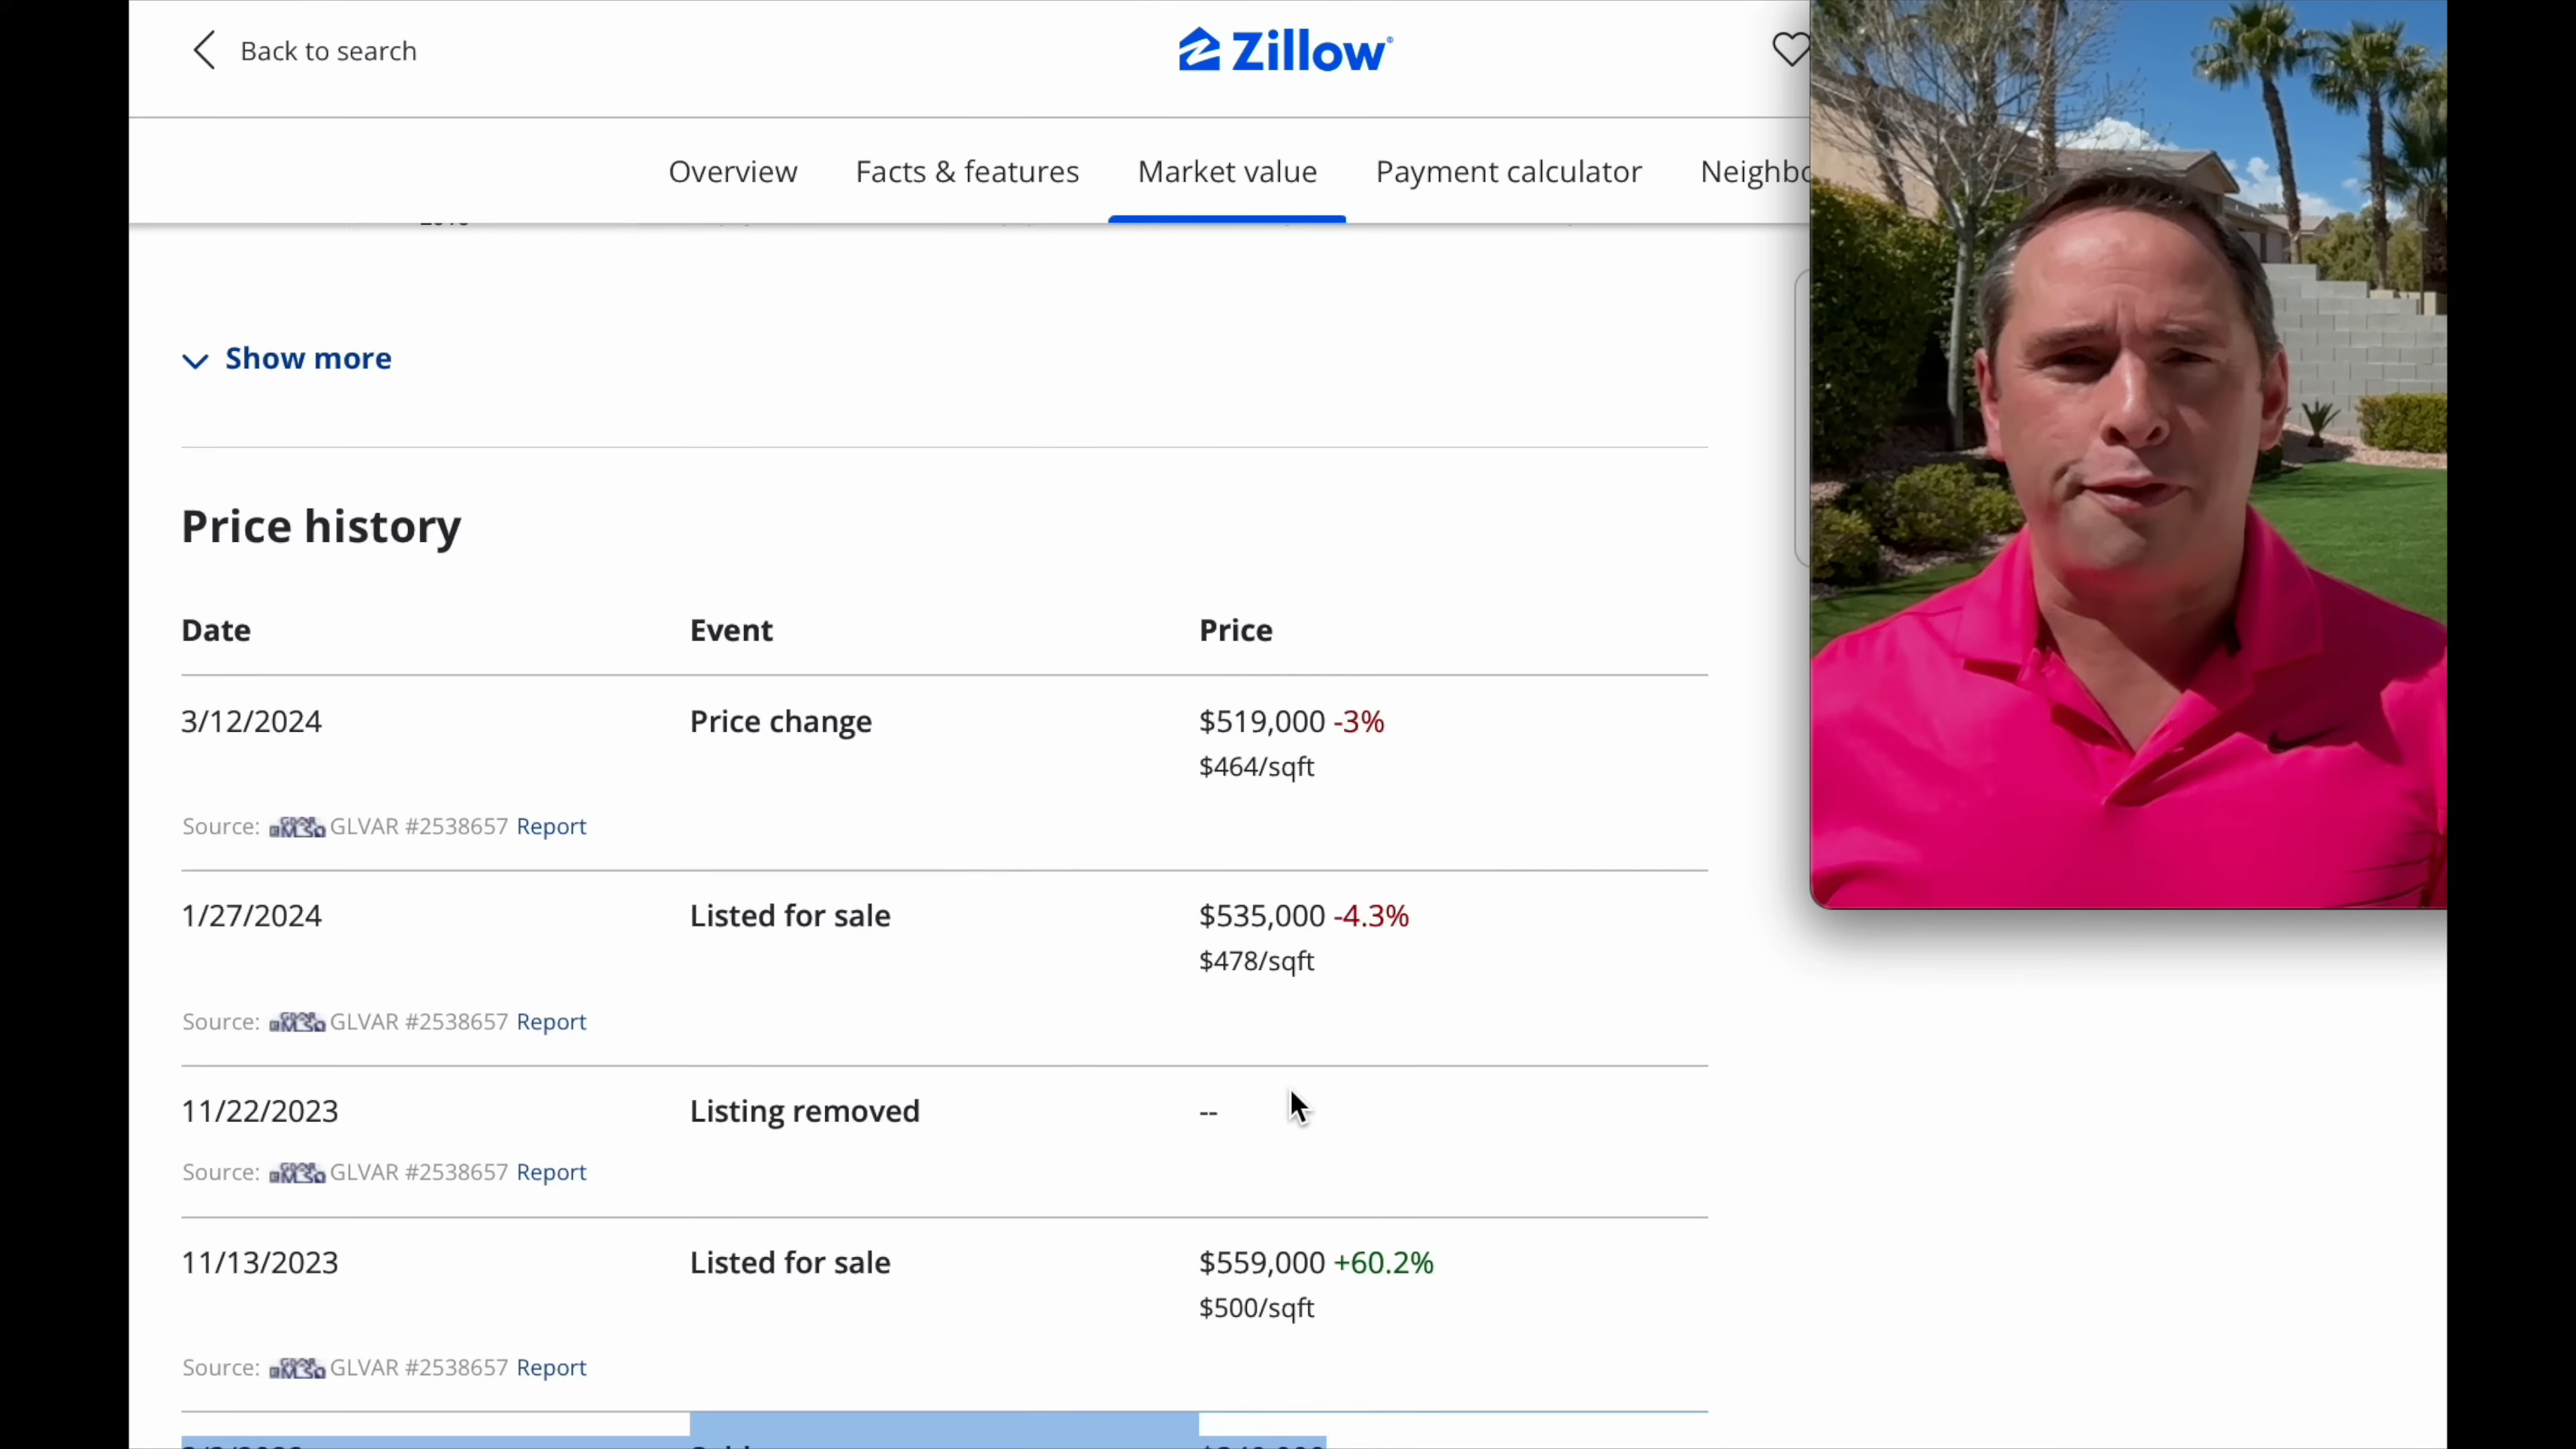 Back to search
Zillow
Overview Facts & features Market value Payment calculator Neighbo
Show more
Price history
Date Event Price
3/12/2024 Price change $519,000 -3%
$464/sqft
Source: GLVAR #2538657 Report
1/27/2024 Listed for sale $535,000 -4.3%
$478/sqft
Source: GLVAR #2538657 Report
11/22/2023 Listing removed --
Source: GLVAR #2538657 Report
11/13/2023 Listed for sale $559,000 +60.2%
$500/sqft
Source: GLVAR #2538657 Report